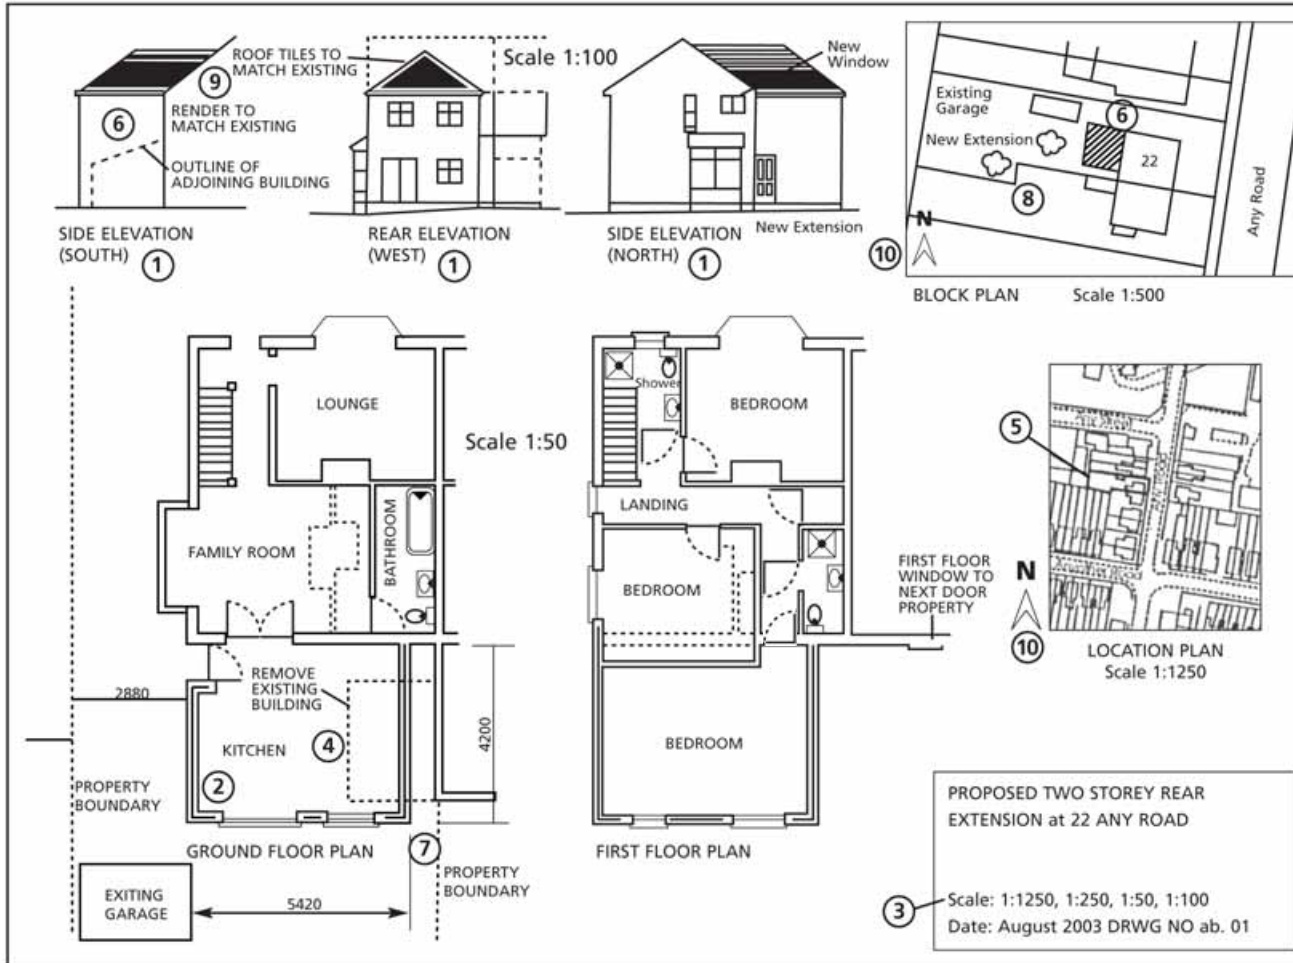 ROOF TILES TO
MATCH EXISTING
Scale 1:100
New
Window
9
RENDER TO
MATCH EXISTING
6
OUTLINE OF
ADJOINING BUILDING
SIDE ELEVATION
(SOUTH) 1
REAR ELEVATION
(WEST) 1
SIDE ELEVATION
(NORTH) 1
New Extension
Existing
Garage
6
New Extension
22
8
Any Road
N
10
BLOCK PLAN Scale 1:500
LOUNGE
Scale 1:50
FAMILY ROOM
BATHROOM
2880
REMOVE
EXISTING
BUILDING
4
KITCHEN
2
4200
PROPERTY
BOUNDARY
GROUND FLOOR PLAN
7
PROPERTY
BOUNDARY
EXITING
GARAGE
5420
Shower
BEDROOM
LANDING
BEDROOM
FIRST FLOOR
WINDOW TO
NEXT DOOR
PROPERTY
BEDROOM
FIRST FLOOR PLAN
5
Any Road
Another Road
N
10
LOCATION PLAN
Scale 1:1250
PROPOSED TWO STOREY REAR
EXTENSION at 22 ANY ROAD
3
Scale: 1:1250, 1:250, 1:50, 1:100
Date: August 2003 DRWG NO ab. 01